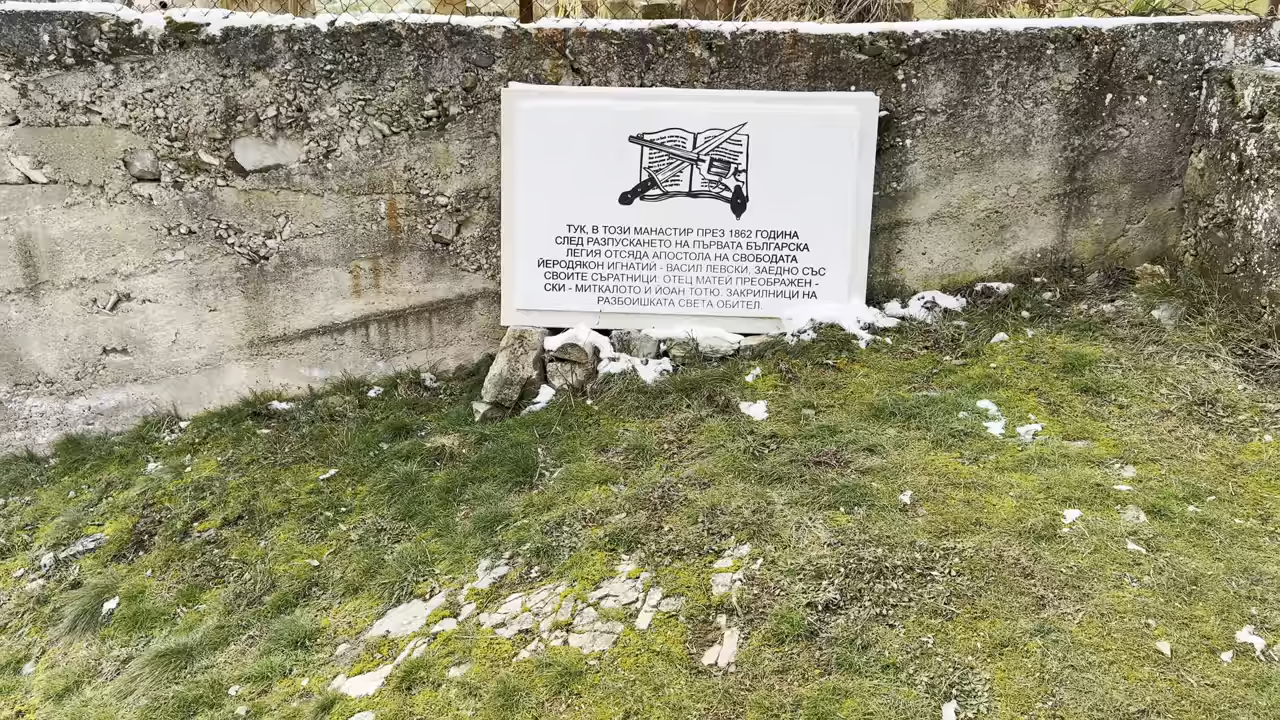 ТУК, В ТОЗИ МАНАСТИР ПРЕЗ 1862 ГОДИНА
СЛЕД РАЗПУСКАНЕТО НА ПЪРВАТА БЪЛГАРСКА
ЛЕГИЯ ОТСЯДА АПОСТОЛА НА СВОБОДАТА
ЙЕРОДЯКОН ИГНАТИЙ - ВАСИЛ ЛЕВСКИ, ЗАЕДНО СЪС
СВОИТЕ СЪРАТНИЦИ. ОТЕЦ МАТЕЙ ПРЕОБРАЖЕН -
СКИ - МИТКАЛОТО И ЙОАН ТОТЮ. ЗАКРИЛНИЦИ НА
РАЗБОИШКАТА СВЕТА ОБИТЕЛ.